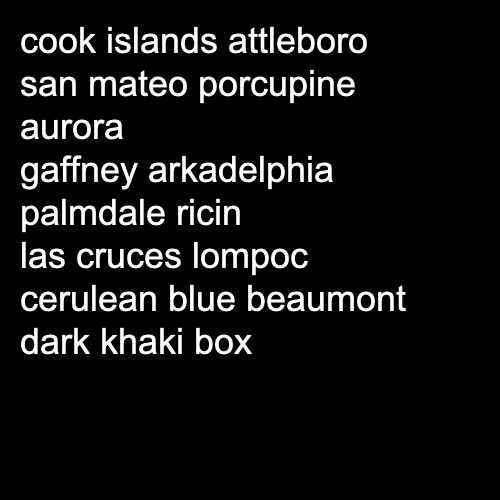 cook islands attleboro
san mateo porcupine
aurora
gaffney arkadelphia
palmdale ricin
las cruces lompoc
cerulean blue beaumont
dark khaki box